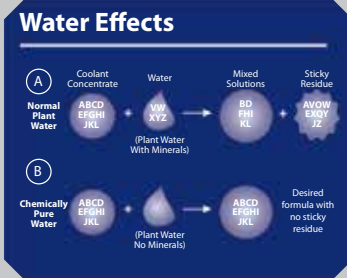 Water Effects
A
Coolant
Concentrate
Water
Mixed
Solutions
Sticky
Residue
Normal
Plant
Water
ABCD
EFGHI
JKL
+
VW
XYZ
BD
FHI
KL
+
AVOW
EXQY
JZ
(Plant Water
With Minerals)
B
Chemically
Pure
Water
ABCD
EFGHI
JKL
+
(Plant Water
No Minerals)
ABCD
EFGHI
JKL
Desired
formula with
no sticky
residue